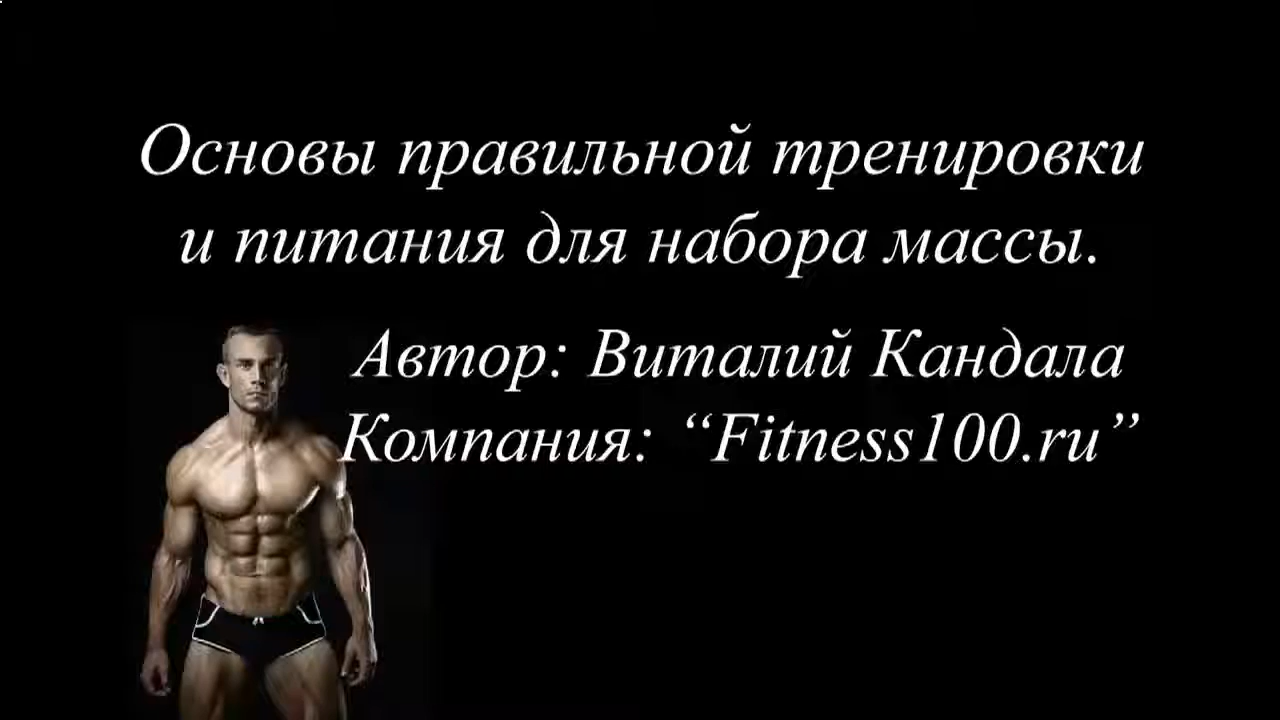 Основы правильной тренировки
и питания для набора массы.
Автор: Виталий Кандала
Компания: “Fitness100.ru”